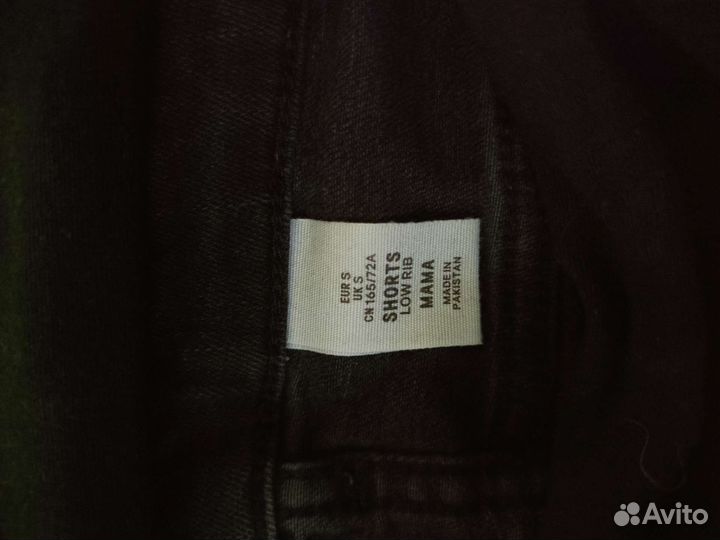 EUR S
UK S
CN 165/72A
SHORTS
LOW RIB
MAMA
MADE IN
PAKISTAN
Avito